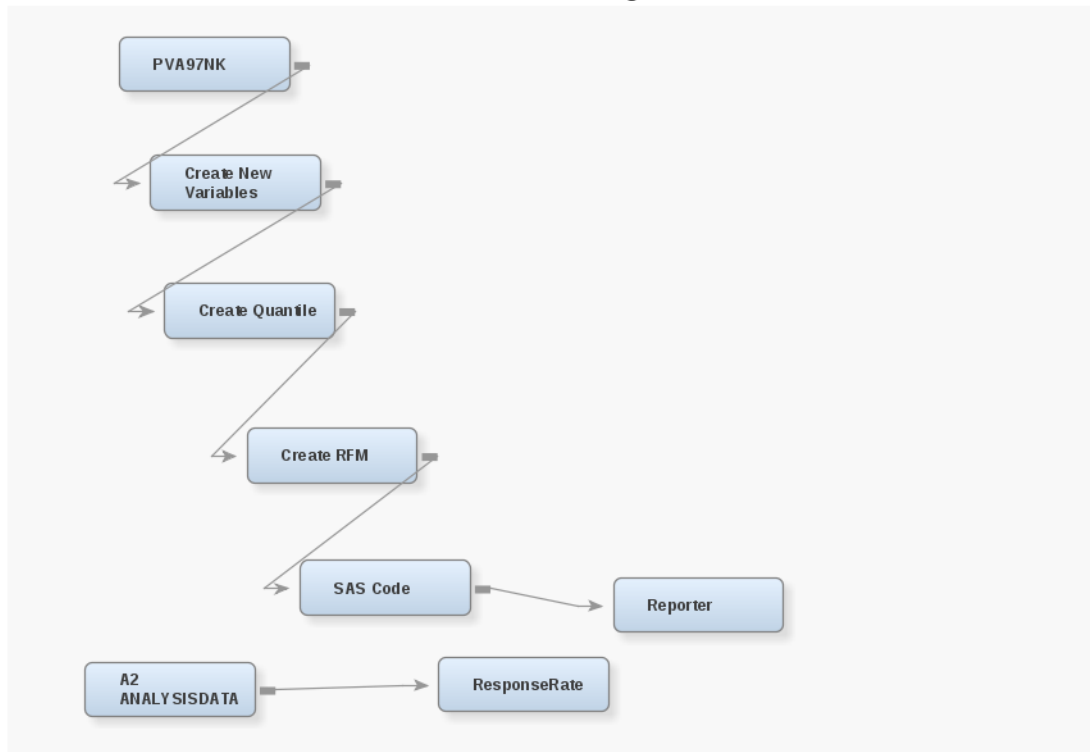 PVA97NK
Create New
Variables
Create Quantile
Create RFM
SAS Code
Reporter
A2
ANALYSISDATA
ResponseRate